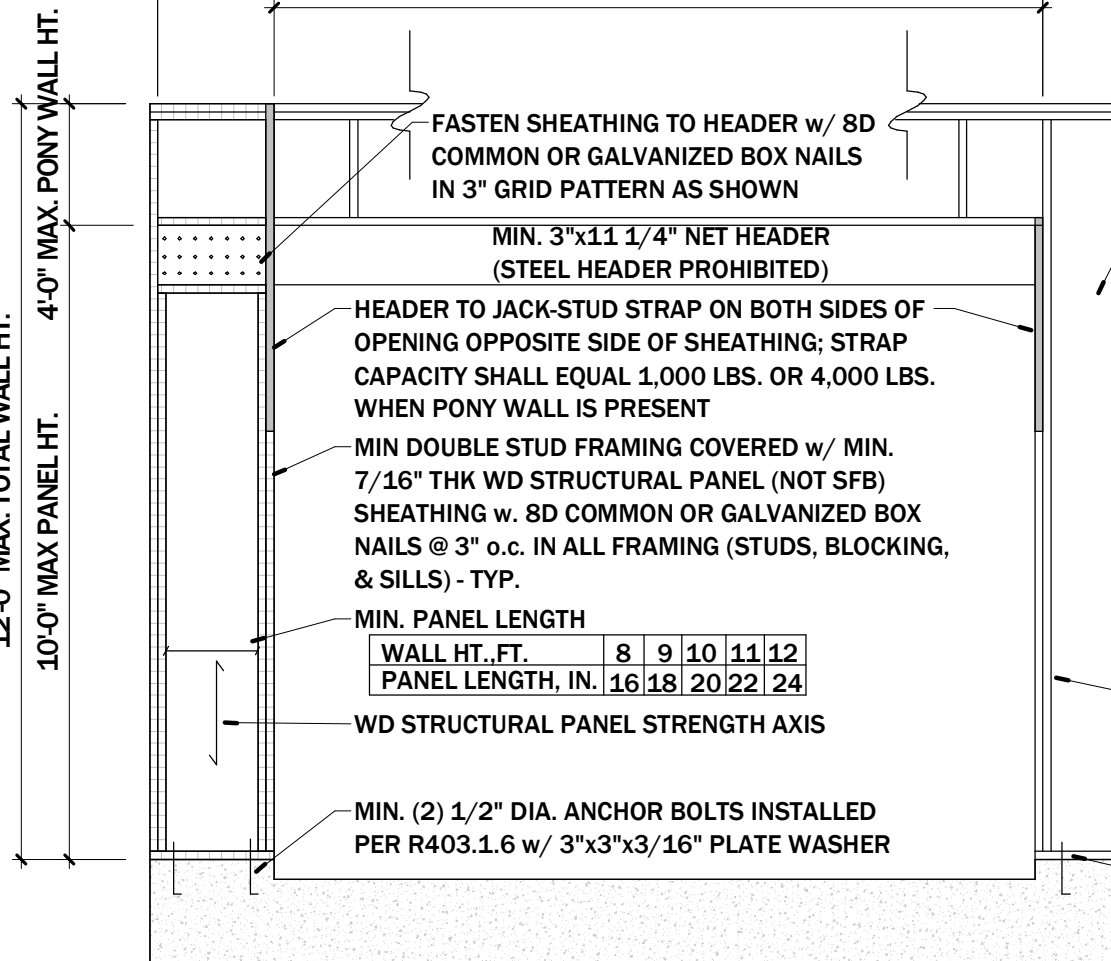 4'-0" MAX. PONY WALL HT.
10'-0" MAX PANEL HT.
12'-0" MAX. TOTAL WALL HT.
FASTEN SHEATHING TO HEADER w/ 8D
COMMON OR GALVANIZED BOX NAILS
IN 3" GRID PATTERN AS SHOWN
MIN. 3"x11 1/4" NET HEADER
(STEEL HEADER PROHIBITED)
HEADER TO JACK-STUD STRAP ON BOTH SIDES OF
OPENING OPPOSITE SIDE OF SHEATHING; STRAP
CAPACITY SHALL EQUAL 1,000 LBS. OR 4,000 LBS.
WHEN PONY WALL IS PRESENT
MIN DOUBLE STUD FRAMING COVERED w/ MIN.
7/16" THK WD STRUCTURAL PANEL (NOT SFB)
SHEATHING w. 8D COMMON OR GALVANIZED BOX
NAILS @ 3" o.c. IN ALL FRAMING (STUDS, BLOCKING,
& SILLS) - TYP.
MIN. PANEL LENGTH
WALL HT.,FT. 8 9 10 11 12
PANEL LENGTH, IN. 16 18 20 22 24
WD STRUCTURAL PANEL STRENGTH AXIS
MIN. (2) 1/2" DIA. ANCHOR BOLTS INSTALLED
PER R403.1.6 w/ 3"x3"x3/16" PLATE WASHER